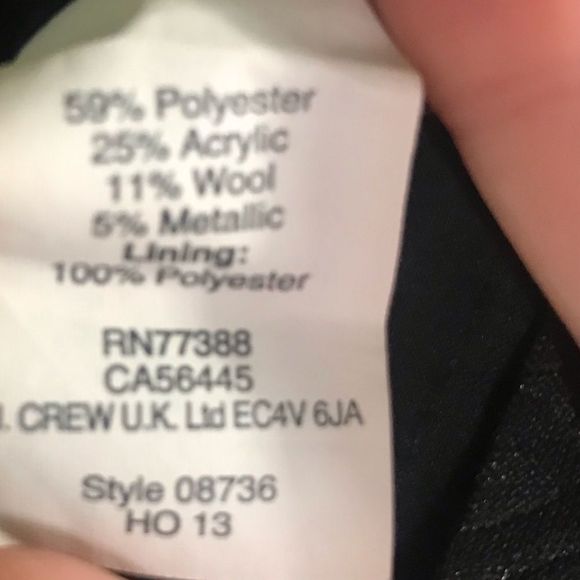 59% Polyester
25% Acrylic
11% Wool
5% Metallic
Lining:
100% Polyester
RN77388
CA56445
. CREW U.K. Ltd EC4V 6JA
Style 08736
HO 13